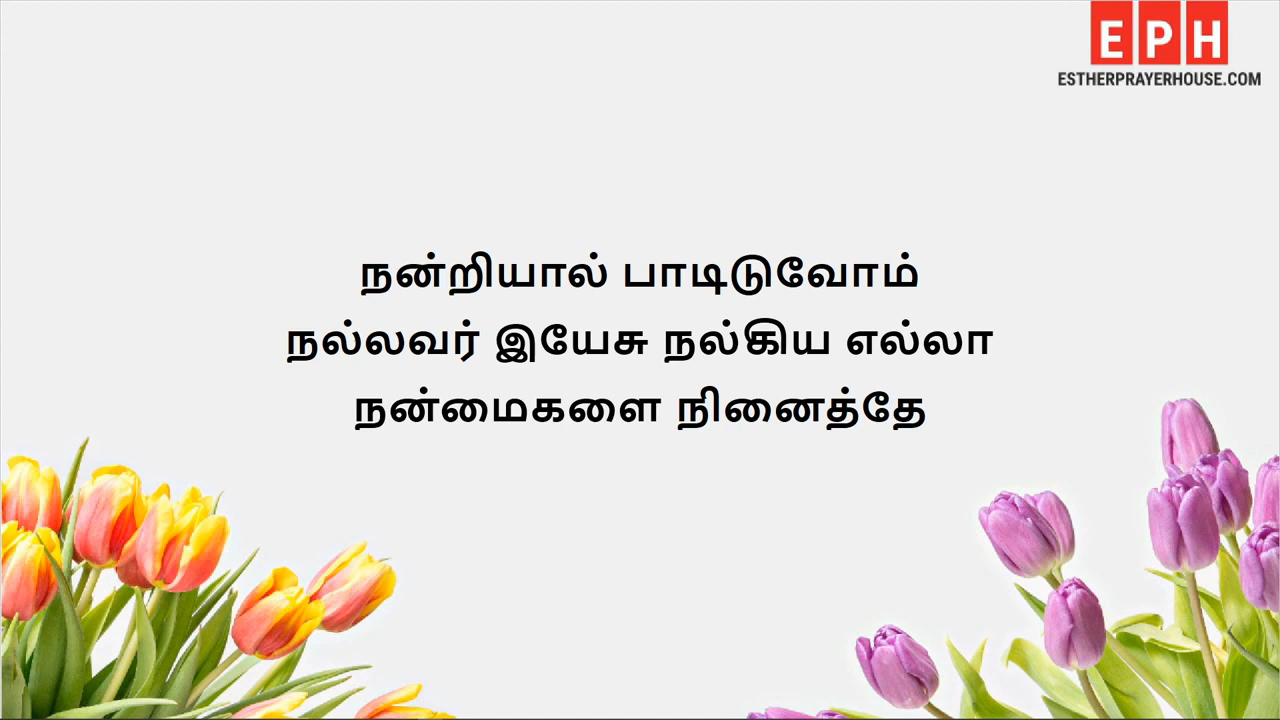 EPH
ESTHERPRAYERHOUSE.COM
நன்றியால் பாடிடுவோம்
நல்லவர் இயேசு நல்கிய எல்லா
நன்மைகளை நினைத்தே